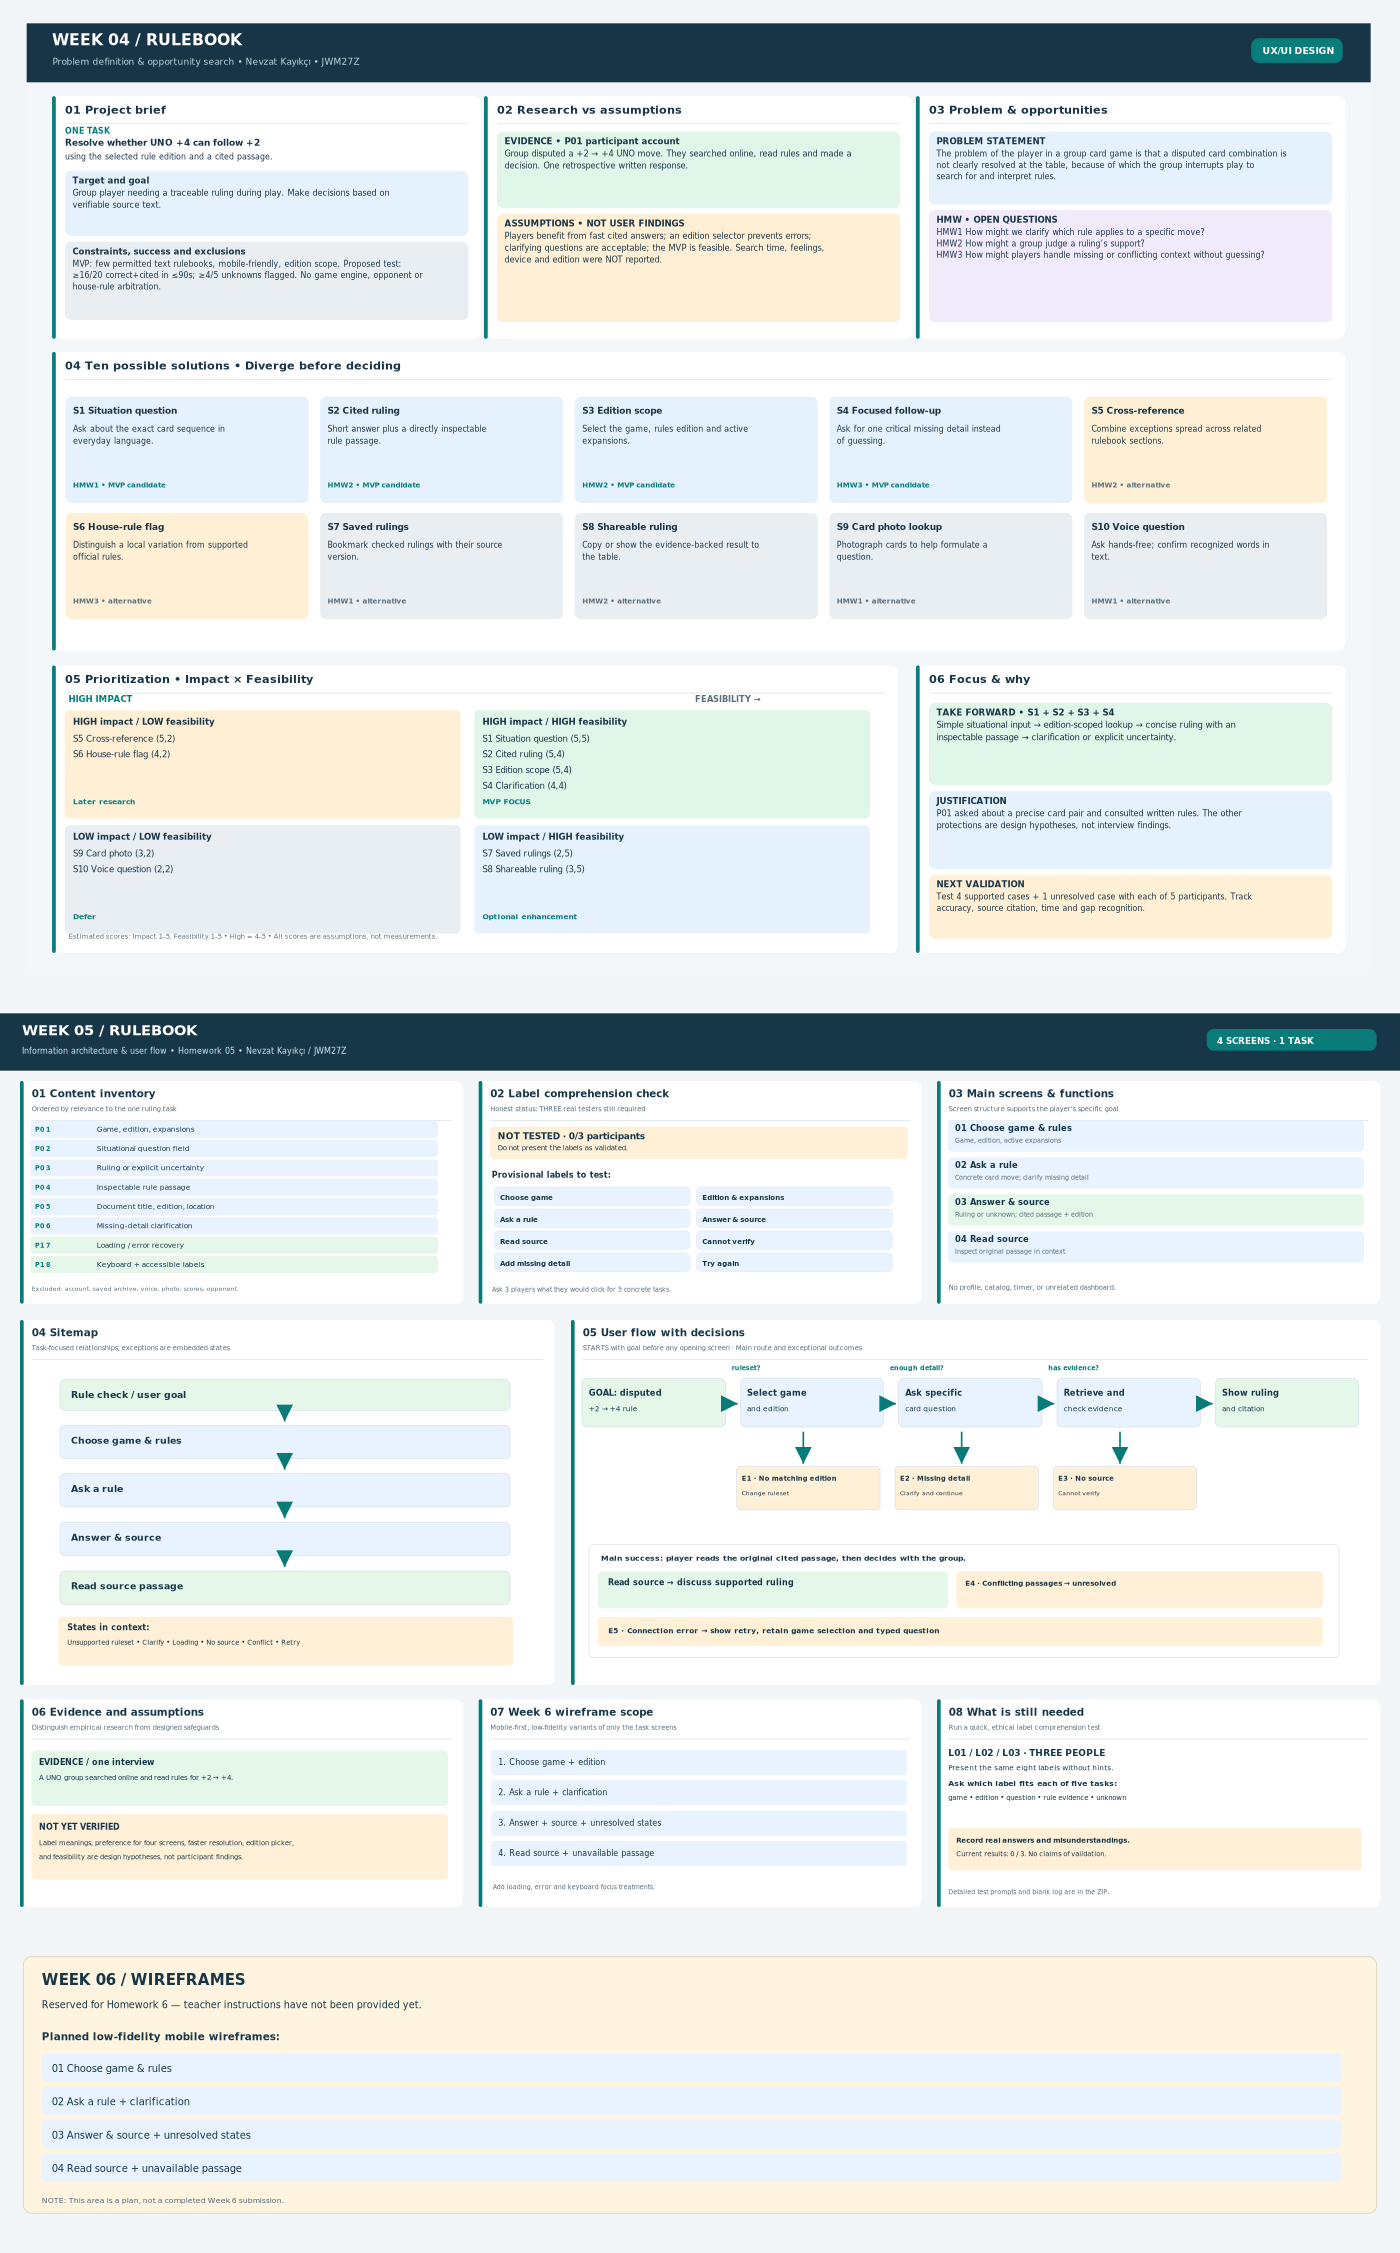 WEEK 04 / RULEBOOK
Problem definition & opportunity search • Nevzat Kayıkçı • JWM27Z
UX/UI DESIGN
01 Project brief
ONE TASK
Resolve whether UNO +4 can follow +2
using the selected rule edition and a cited passage.
Target and goal
Group player needing a traceable ruling during play. Make decisions based on
verifiable source text.
Constraints, success and exclusions
MVP: few permitted text rulebooks, mobile-friendly, edition scope. Proposed test:
≥16/20 correct+cited in ≤90s; ≥4/5 unknowns flagged. No game engine, opponent or
house-rule arbitration.
02 Research vs assumptions
EVIDENCE • P01 participant account
Group disputed a +2 → +4 UNO move. They searched online, read rules and made a
decision. One retrospective written response.
ASSUMPTIONS • NOT USER FINDINGS
Players benefit from fast cited answers; an edition selector prevents errors;
clarifying questions are acceptable; the MVP is feasible. Search time, feelings,
device and edition were NOT reported.
03 Problem & opportunities
PROBLEM STATEMENT
The problem of the player in a group card game is that a disputed card combination is
not clearly resolved at the table, because of which the group interrupts play to
search for and interpret rules.
HMW • OPEN QUESTIONS
HMW1 How might we clarify which rule applies to a specific move?
HMW2 How might a group judge a ruling's support?
HMW3 How might players handle missing or conflicting context without guessing?
04 Ten possible solutions • Diverge before deciding
S1 Situation question
Ask about the exact card sequence in
everyday language.
HMW1 • MVP candidate
S2 Cited ruling
Short answer plus a directly inspectable
rule passage.
HMW2 • MVP candidate
S3 Edition scope
Select the game, rules edition and active
expansions.
HMW2 • MVP candidate
S4 Focused follow-up
Ask for one critical missing detail instead
of guessing.
HMW3 • MVP candidate
S5 Cross-reference
Combine exceptions spread across related
rulebook sections.
HMW2 • alternative
S6 House-rule flag
Distinguish a local variation from supported
official rules.
HMW3 • alternative
S7 Saved rulings
Bookmark checked rulings with their source
version.
HMW1 • alternative
S8 Shareable ruling
Copy or show the evidence-backed result to
the table.
HMW2 • alternative
S9 Card photo lookup
Photograph cards to help formulate a
question.
HMW1 • alternative
S10 Voice question
Ask hands-free; confirm recognized words in
text.
HMW1 • alternative
05 Prioritization • Impact × Feasibility
HIGH IMPACT
FEASIBILITY →
HIGH impact / LOW feasibility
S5 Cross-reference (5,2)
S6 House-rule flag (4,2)
Later research
HIGH impact / HIGH feasibility
S1 Situation question (5,5)
S2 Cited ruling (5,4)
S3 Edition scope (5,4)
S4 Clarification (4,4)
MVP FOCUS
LOW impact / LOW feasibility
S9 Card photo (3,2)
S10 Voice question (2,2)
Defer
LOW impact / HIGH feasibility
S7 Saved rulings (2,5)
S8 Shareable ruling (3,5)
Optional enhancement
Estimated scores: Impact 1–5, Feasibility 1–5 • High = 4–5 • All scores are assumptions, not measurements.
06 Focus & why
TAKE FORWARD • S1 + S2 + S3 + S4
Simple situational input → edition-scoped lookup → concise ruling with an
inspectable passage → clarification or explicit uncertainty.
JUSTIFICATION
P01 asked about a precise card pair and consulted written rules. The other
protections are design hypotheses, not interview findings.
NEXT VALIDATION
Test 4 supported cases + 1 unresolved case with each of 5 participants. Track
accuracy, source citation, time and gap recognition.
WEEK 05 / RULEBOOK
Information architecture & user flow • Homework 05 • Nevzat Kayıkçı / JWM27Z
4 SCREENS · 1 TASK
01 Content inventory
Ordered by relevance to the one ruling task
P0 1 Game, edition, expansions
P0 2 Situational question field
P0 3 Ruling or explicit uncertainty
P0 4 Inspectable rule passage
P0 5 Document title, edition, location
P0 6 Missing-detail clarification
P1 7 Loading / error recovery
P1 8 Keyboard + accessible labels
Excluded: account, saved archive, voice, photo, scores, opponent.
02 Label comprehension check
Honest status: THREE real testers still required
NOT TESTED · 0/3 participants
Do not present the labels as validated.
Provisional labels to test:
Choose game
Edition & expansions
Ask a rule
Answer & source
Read source
Cannot verify
Add missing detail
Try again
Ask 3 players what they would click for 5 concrete tasks.
03 Main screens & functions
Screen structure supports the player's specific goal
01 Choose game & rules
Game, edition, active expansions
02 Ask a rule
Concrete card move; clarify missing detail
03 Answer & source
Ruling or unknown; cited passage + edition
04 Read source
Inspect original passage in context
No profile, catalog, timer, or unrelated dashboard.
04 Sitemap
Task-focused relationships; exceptions are embedded states
Rule check / user goal
Choose game & rules
Ask a rule
Answer & source
Read source passage
States in context:
Unsupported ruleset • Clarify • Loading • No source • Conflict • Retry
05 User flow with decisions
STARTS with goal before any opening screen · Main route and exceptional outcomes
ruleset?
enough detail?
has evidence?
GOAL: disputed
+2 → +4 rule
Select game
and edition
Ask specific
card question
Retrieve and
check evidence
Show ruling
and citation
E1 · No matching edition
Change ruleset
E2 · Missing detail
Clarify and continue
E3 · No source
Cannot verify
Main success: player reads the original cited passage, then decides with the group.
Read source → discuss supported ruling
E4 · Conflicting passages → unresolved
E5 · Connection error → show retry, retain game selection and typed question
06 Evidence and assumptions
Distinguish empirical research from designed safeguards
EVIDENCE / one interview
A UNO group searched online and read rules for +2 → +4.
NOT YET VERIFIED
Label meanings, preference for four screens, faster resolution, edition picker,
and feasibility are design hypotheses, not participant findings.
07 Week 6 wireframe scope
Mobile-first, low-fidelity variants of only the task screens
1. Choose game + edition
2. Ask a rule + clarification
3. Answer + source + unresolved states
4. Read source + unavailable passage
Add loading, error and keyboard focus treatments.
08 What is still needed
Run a quick, ethical label comprehension test
L01 / L02 / L03 · THREE PEOPLE
Present the same eight labels without hints.
Ask which label fits each of five tasks:
game • edition • question • rule evidence • unknown
Record real answers and misunderstandings.
Current results: 0 / 3. No claims of validation.
Detailed test prompts and blank log are in the ZIP.
WEEK 06 / WIREFRAMES
Reserved for Homework 6 — teacher instructions have not been provided yet.
Planned low-fidelity mobile wireframes:
01 Choose game & rules
02 Ask a rule + clarification
03 Answer & source + unresolved states
04 Read source + unavailable passage
NOTE: This area is a plan, not a completed Week 6 submission.